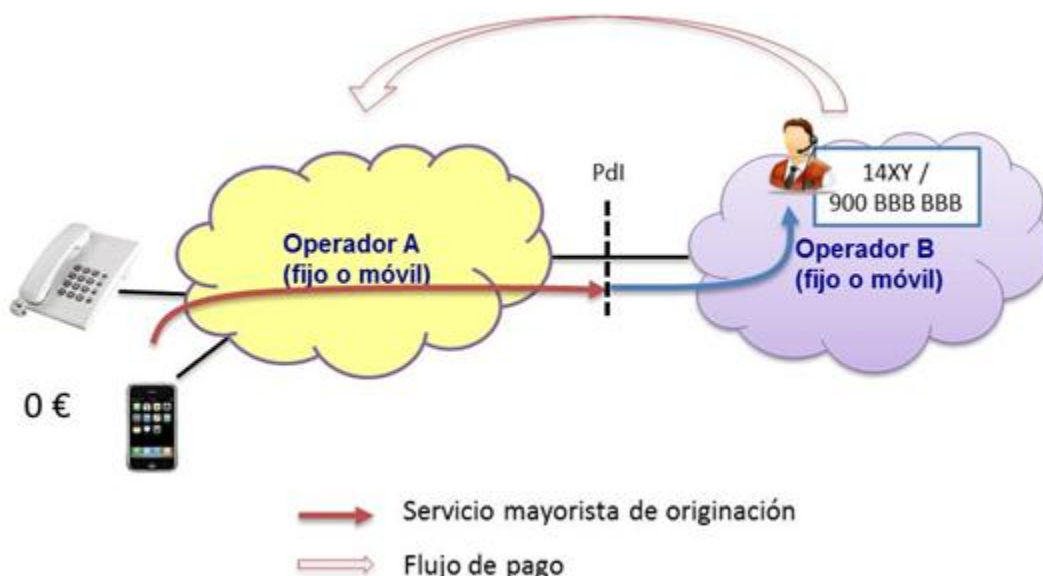 PdI
14XY /
900 BBB BBB
Operador A
(fijo o móvil)
Operador B
(fijo o móvil)
0 €
Servicio mayorista de originación
Flujo de pago